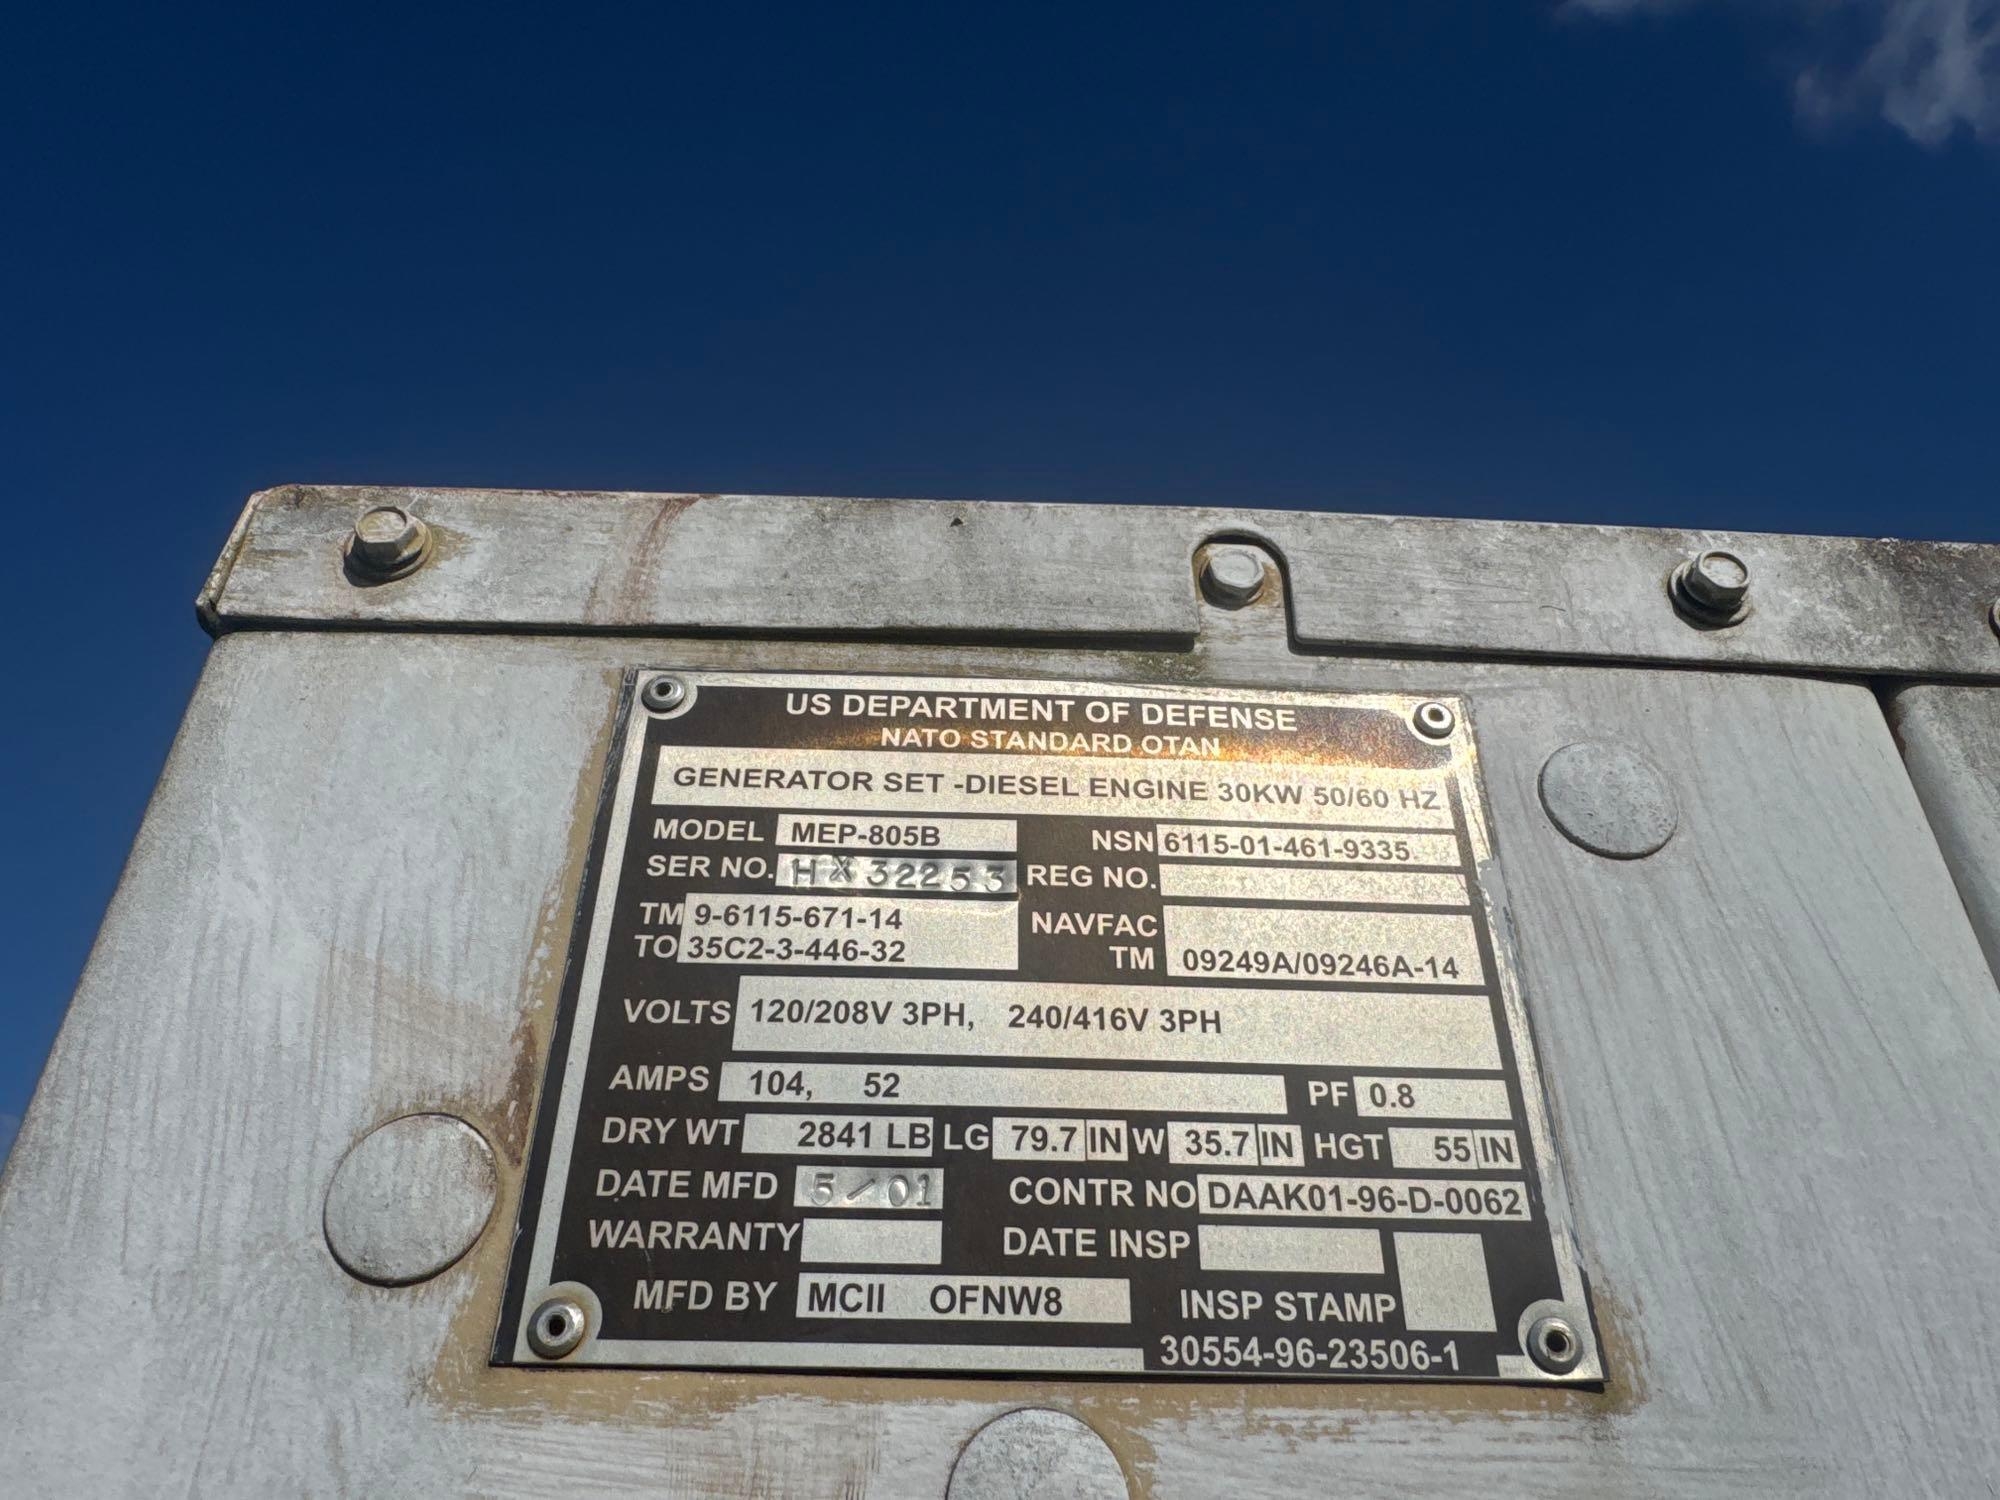 US DEPARTMENT OF DEFENSE
NATO STANDARD OTAN
GENERATOR SET -DIESEL ENGINE 30KW 50/60 HZ
MODEL MEP-805B NSN 6115-01-461-9335
SER NO. HX32253 REG NO.
TM 9-6115-671-14 NAVFAC
TO 35C2-3-446-32 TM 09249A/09246A-14
VOLTS 120/208V 3PH, 240/416V 3PH
AMPS 104, 52 PF 0.8
DRY WT 2841 LB LG 79.7 IN W 35.7 IN HGT 55 IN
DATE MFD 5/01 CONTR NO DAAK01-96-D-0062
WARRANTY DATE INSP
MFD BY MCII OFNW8 INSP STAMP
30554-96-23506-1